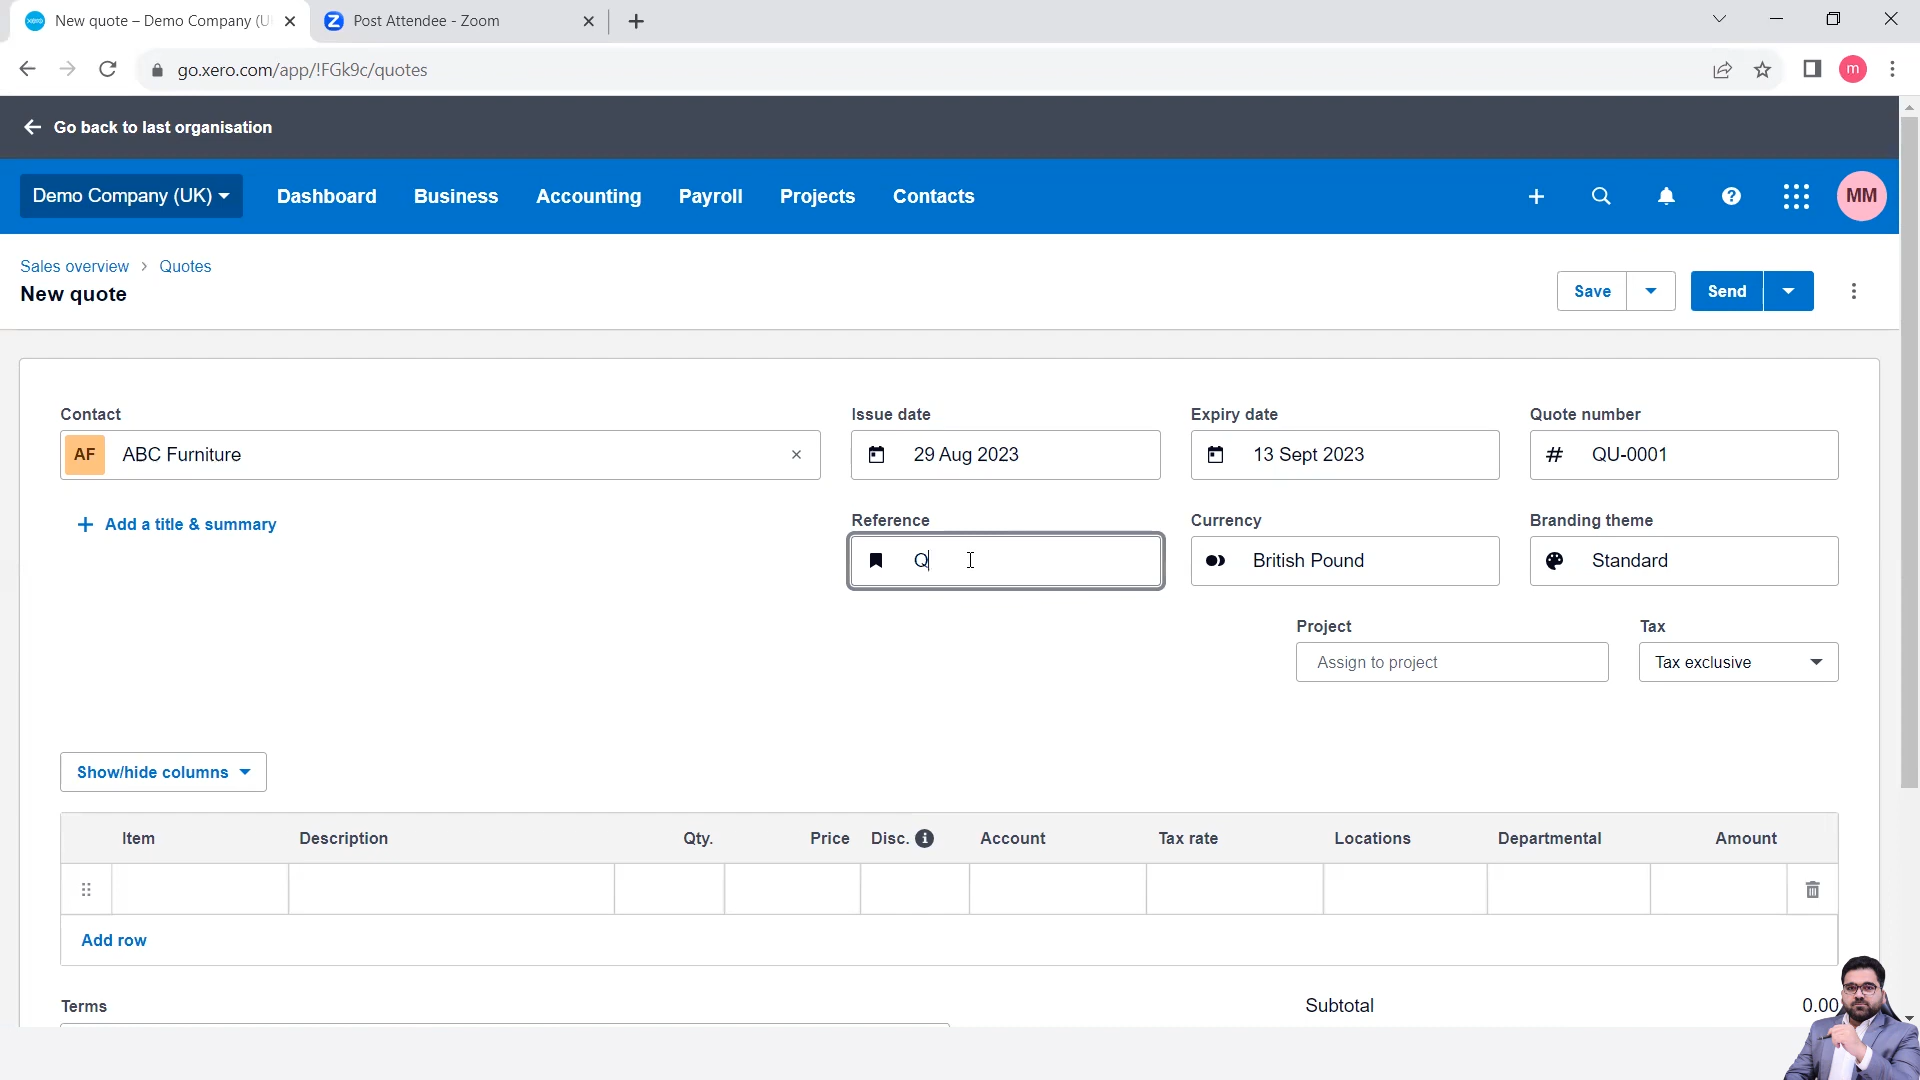 New quote – Demo Company (U
Post Attendee - Zoom
go.xero.com/app/!FGk9c/quotes
m
Go back to last organisation
Demo Company (UK)
Dashboard
Business
Accounting
Payroll
Projects
Contacts
MM
Sales overview › Quotes
New quote
Save
Send
Contact
Issue date
Expiry date
Quote number
AF ABC Furniture
29 Aug 2023
13 Sept 2023
# QU-0001
+ Add a title & summary
Reference
Currency
Branding theme
Q
British Pound
Standard
Project
Tax
Assign to project
Tax exclusive
Show/hide columns
Item Description Qty. Price Disc. Account Tax rate Locations Departmental Amount
Add row
Terms
Subtotal
0.00